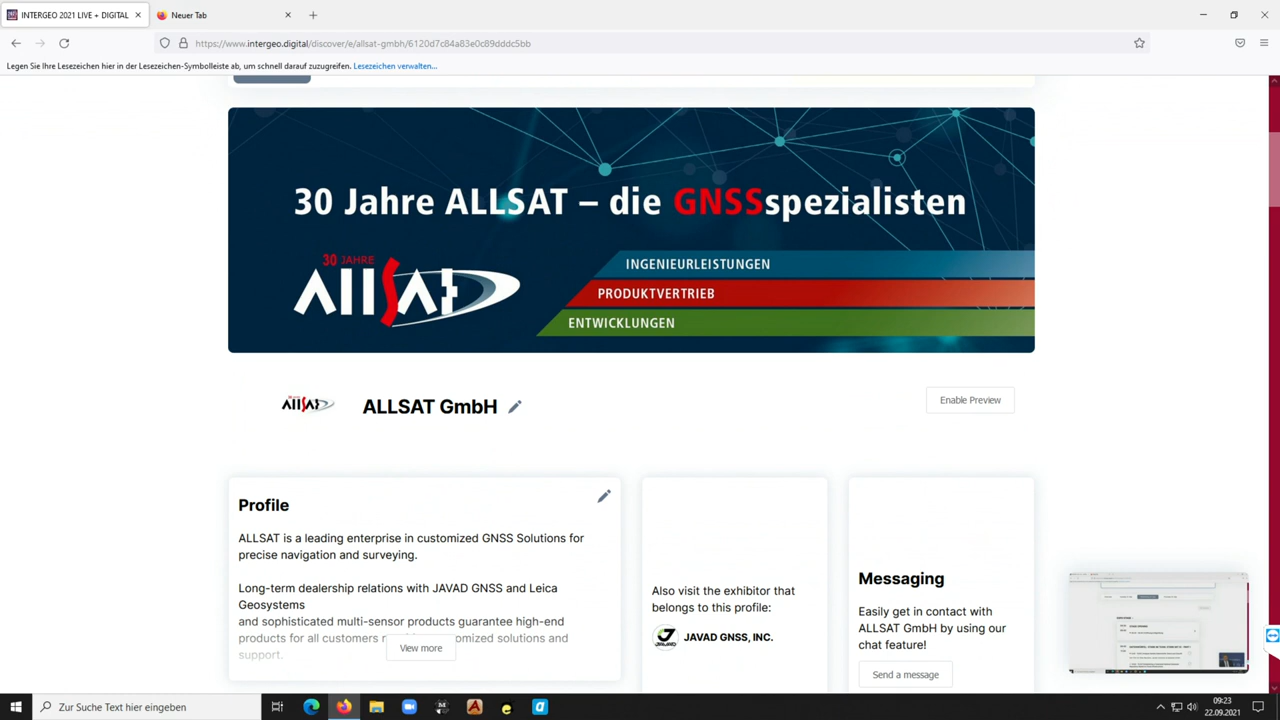 INTERGEO 2021 LIVE + DIGITAL
Neuer Tab
https://www.intergeo.digital/discover/e/allsat-gmbh/6120d7c84a83e0c89dddc5bb
Legen Sie Ihre Lesezeichen hier in der Lesezeichen-Symbolleiste ab, um schnell darauf zuzugreifen. Lesezeichen verwalten...
30 Jahre ALLSAT – die GNSSspezialisten
30 JAHRE
AllSAt
INGENIEURLEISTUNGEN
PRODUKTVERTRIEB
ENTWICKLUNGEN
AllSAt
ALLSAT GmbH
Enable Preview
Profile
ALLSAT is a leading enterprise in customized GNSS Solutions for
precise navigation and surveying.
Long-term dealership relations with JAVAD GNSS and Leica
Geosystems
and sophisticated multi-sensor products guarantee high-end
products for all customers
support.
View more
Also visit the exhibitor that
belongs to this profile:
JAVAD
JAVAD GNSS, INC.
Messaging
Easily get in contact with
ALLSAT GmbH by using our
chat feature!
Send a message
Zur Suche Text hier eingeben
09:23
22.09.2021